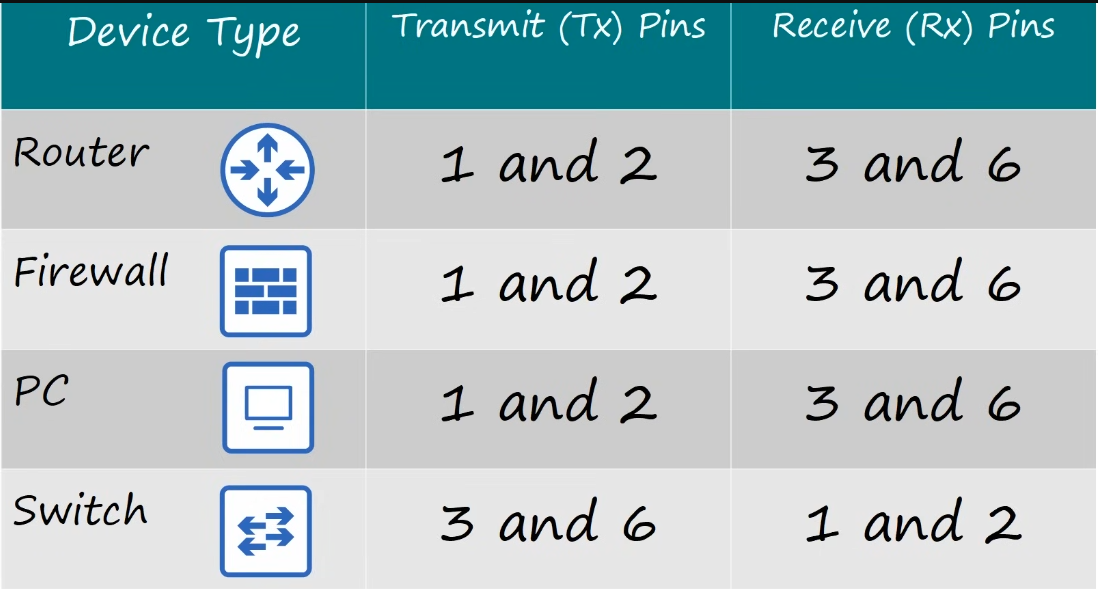 Device Type Transmit (Tx) Pins Receive (Rx) Pins
Router 1 and 2 3 and 6
Firewall 1 and 2 3 and 6
PC 1 and 2 3 and 6
Switch 3 and 6 1 and 2